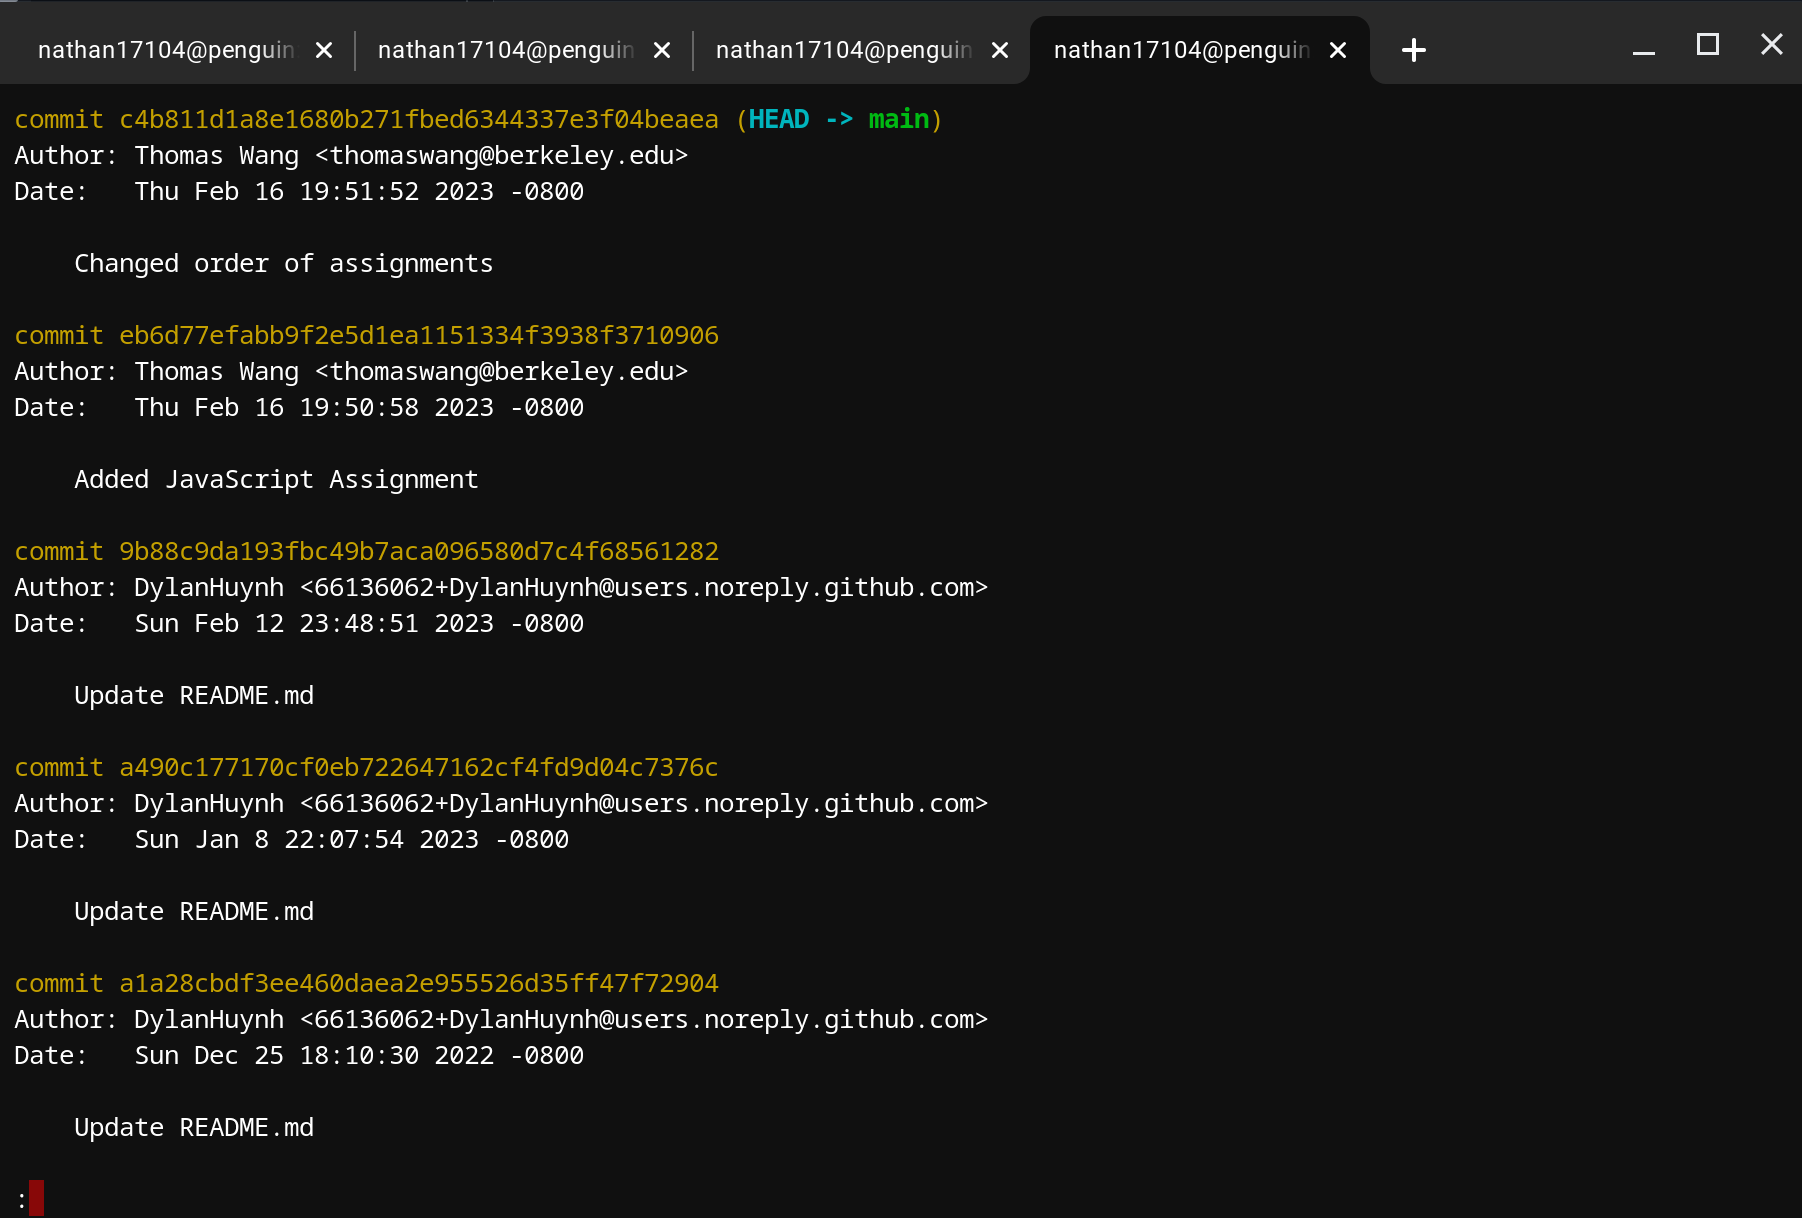 nathan17104@penguin nathan17104@penguin nathan17104@penguin nathan17104@penguin
commit c4b811d1a8e1680b271fbed6344337e3f04beaea (HEAD -> main)
Author: Thomas Wang <thomaswang@berkeley.edu>
Date:   Thu Feb 16 19:51:52 2023 -0800
Changed order of assignments
commit eb6d77efabb9f2e5d1ea1151334f3938f3710906
Author: Thomas Wang <thomaswang@berkeley.edu>
Date:   Thu Feb 16 19:50:58 2023 -0800
Added JavaScript Assignment
commit 9b88c9da193fbc49b7aca096580d7c4f68561282
Author: DylanHuynh <66136062+DylanHuynh@users.noreply.github.com>
Date:   Sun Feb 12 23:48:51 2023 -0800
Update README.md
commit a490c177170cf0eb722647162cf4fd9d04c7376c
Author: DylanHuynh <66136062+DylanHuynh@users.noreply.github.com>
Date:   Sun Jan 8 22:07:54 2023 -0800
Update README.md
commit a1a28cbdf3ee460daea2e955526d35ff47f72904
Author: DylanHuynh <66136062+DylanHuynh@users.noreply.github.com>
Date:   Sun Dec 25 18:10:30 2022 -0800
Update README.md
: